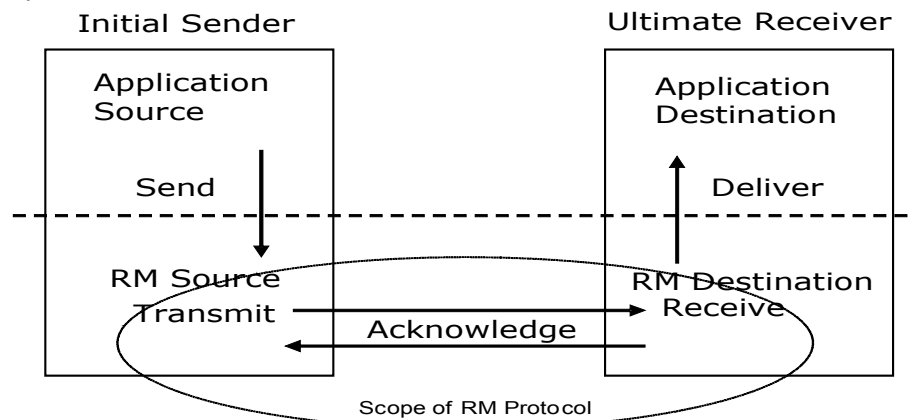 Initial Sender
Ultimate Receiver
Application
Source
Application
Destination
Send
Deliver
RM Source
Transmit
RM Destination
Receive
Acknowledge
Scope of RM Protocol